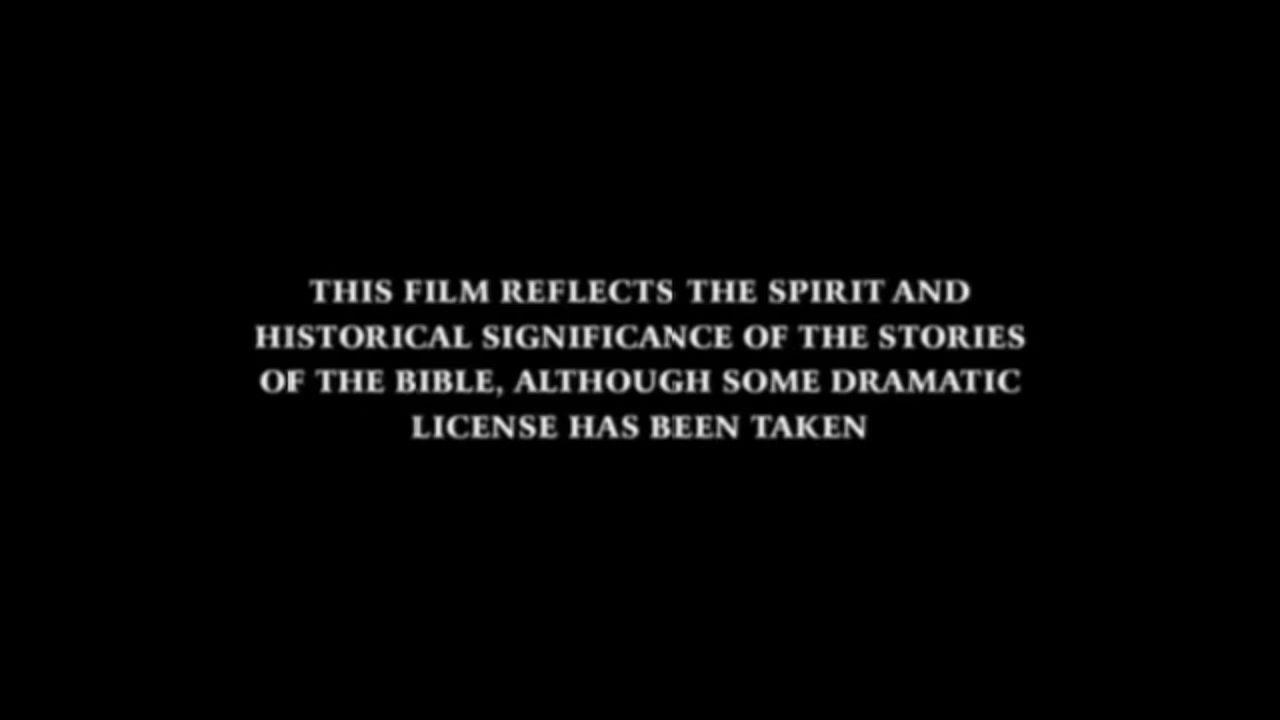 THIS FILM REFLECTS THE SPIRIT AND
HISTORICAL SIGNIFICANCE OF THE STORIES
OF THE BIBLE, ALTHOUGH SOME DRAMATIC
LICENSE HAS BEEN TAKEN